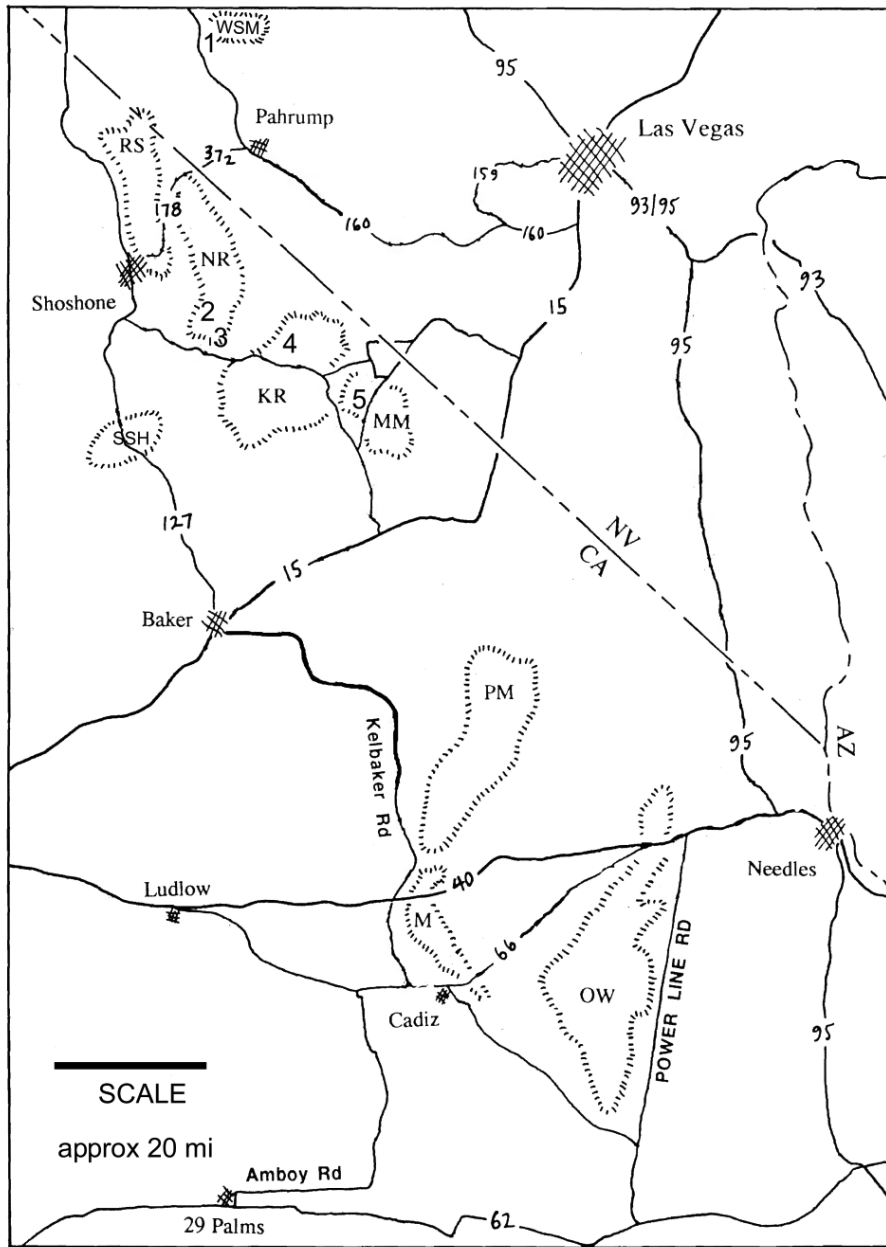 WSM
1
95
Pahrump
Las Vegas
RS
372
159
178
160
160
93/95
NR
Shoshone
2
3
4
15
93
95
KR
5
MM
SSH
127
NV
CA
15
Baker
PM
Kelbaker Rd
AZ
95
Needles
Ludlow
40
M
66
OW
POWER LINE RD
Cadiz
95
SCALE
approx 20 mi
Amboy Rd
29 Palms
62